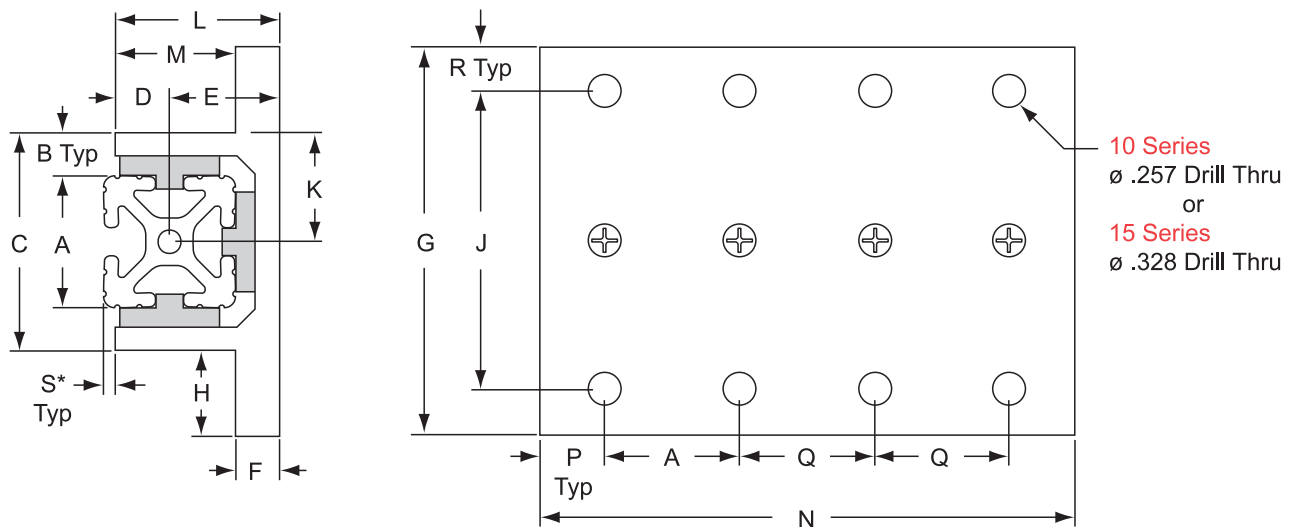 L
M
D
E
B Typ
K
C
A
S*
Typ
H
F
R Typ
G
J
10 Series
ø .257 Drill Thru
or
15 Series
ø .328 Drill Thru
P
Typ
A
Q
Q
N